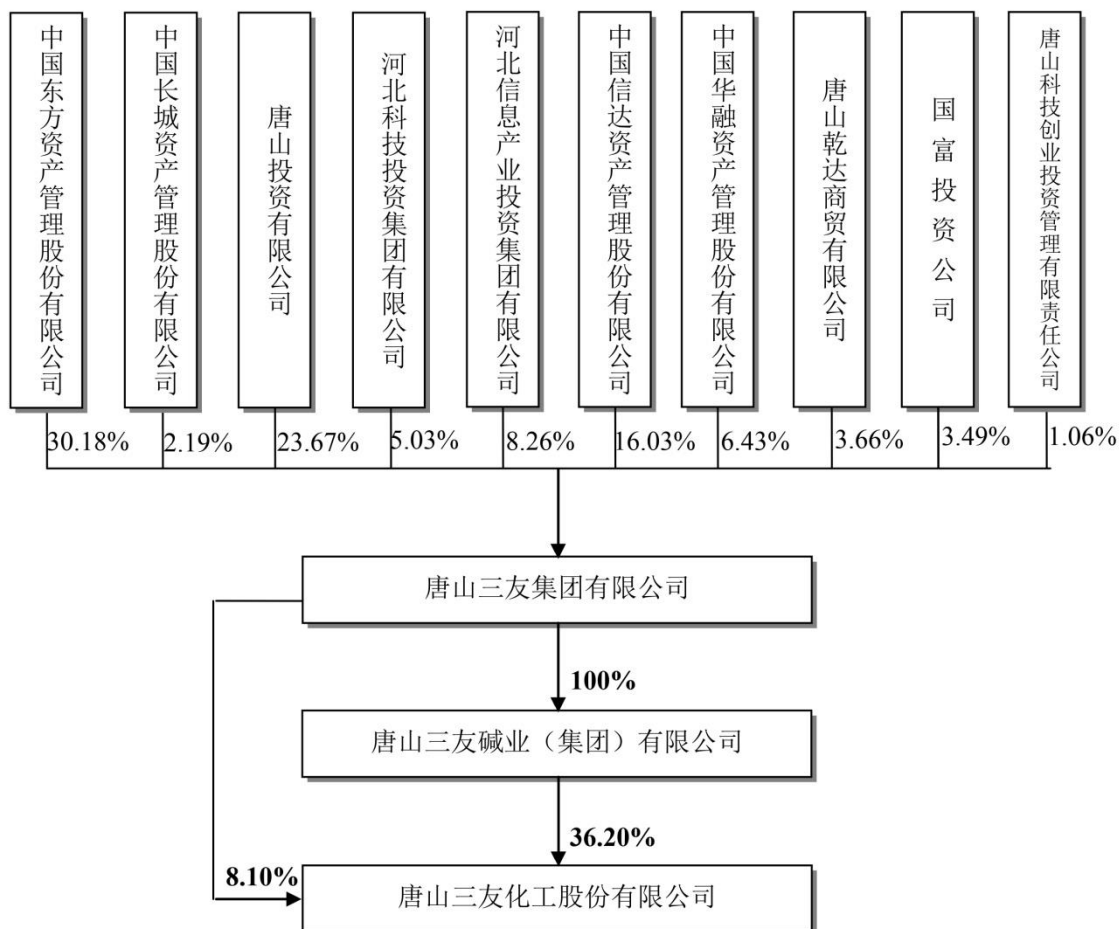 中国东方资产管理股份有限公司
中国长城资产管理股份有限公司
唐山投资有限公司
河北科技投资集团有限公司
河北信息产业投资集团有限公司
中国信达资产管理股份有限公司
中国华融资产管理股份有限公司
唐山乾达商贸有限公司
国富投资公司
唐山科技创业投资管理有限责任公司
30.18%
2.19%
23.67%
5.03%
8.26%
16.03%
6.43%
3.66%
3.49%
1.06%
唐山三友集团有限公司
100%
唐山三友碱业（集团）有限公司
36.20%
8.10%
唐山三友化工股份有限公司